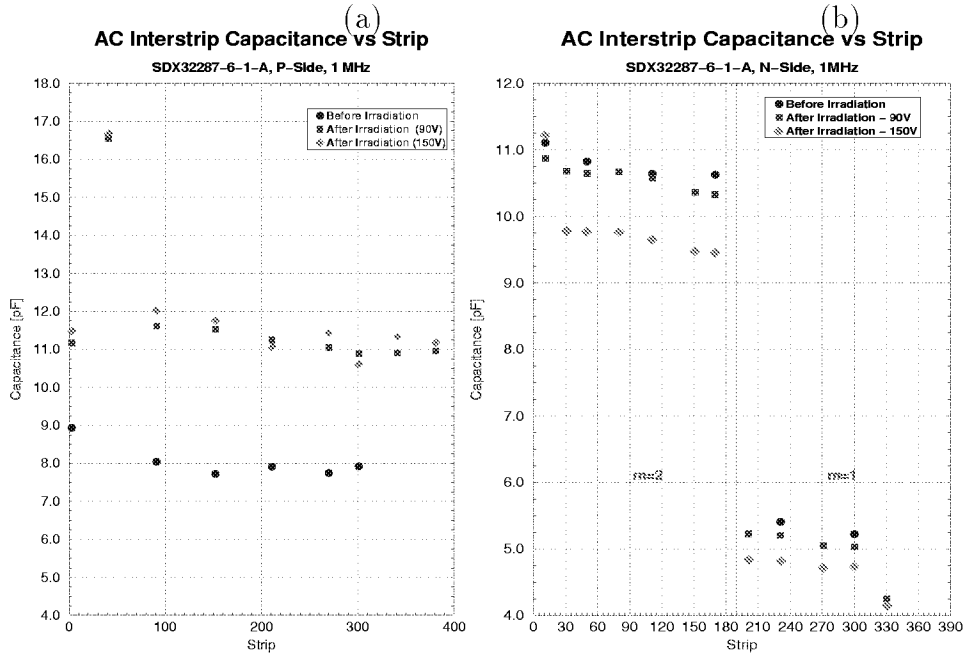 (a)
AC Interstrip Capacitance vs Strip
SDX32287-6-1-A, P-Side, 1 MHz
Before Irradiation
After Irradiation (90V)
After Irradiation (150V)
Capacitance [pF]
18.0
17.0
16.0
15.0
14.0
13.0
12.0
11.0
10.0
9.0
8.0
7.0
6.0
5.0
4.0
0 100 200 300 400
Strip
(b)
AC Interstrip Capacitance vs Strip
SDX32287-6-1-A, N-Side, 1MHz
Before Irradiation
After Irradiation - 90V
After Irradiation - 150V
Capacitance [pF]
12.0
11.0
10.0
9.0
8.0
7.0
6.0
5.0
4.0
0 30 60 90 120 150 180 210 240 270 300 330 360 390
Strip